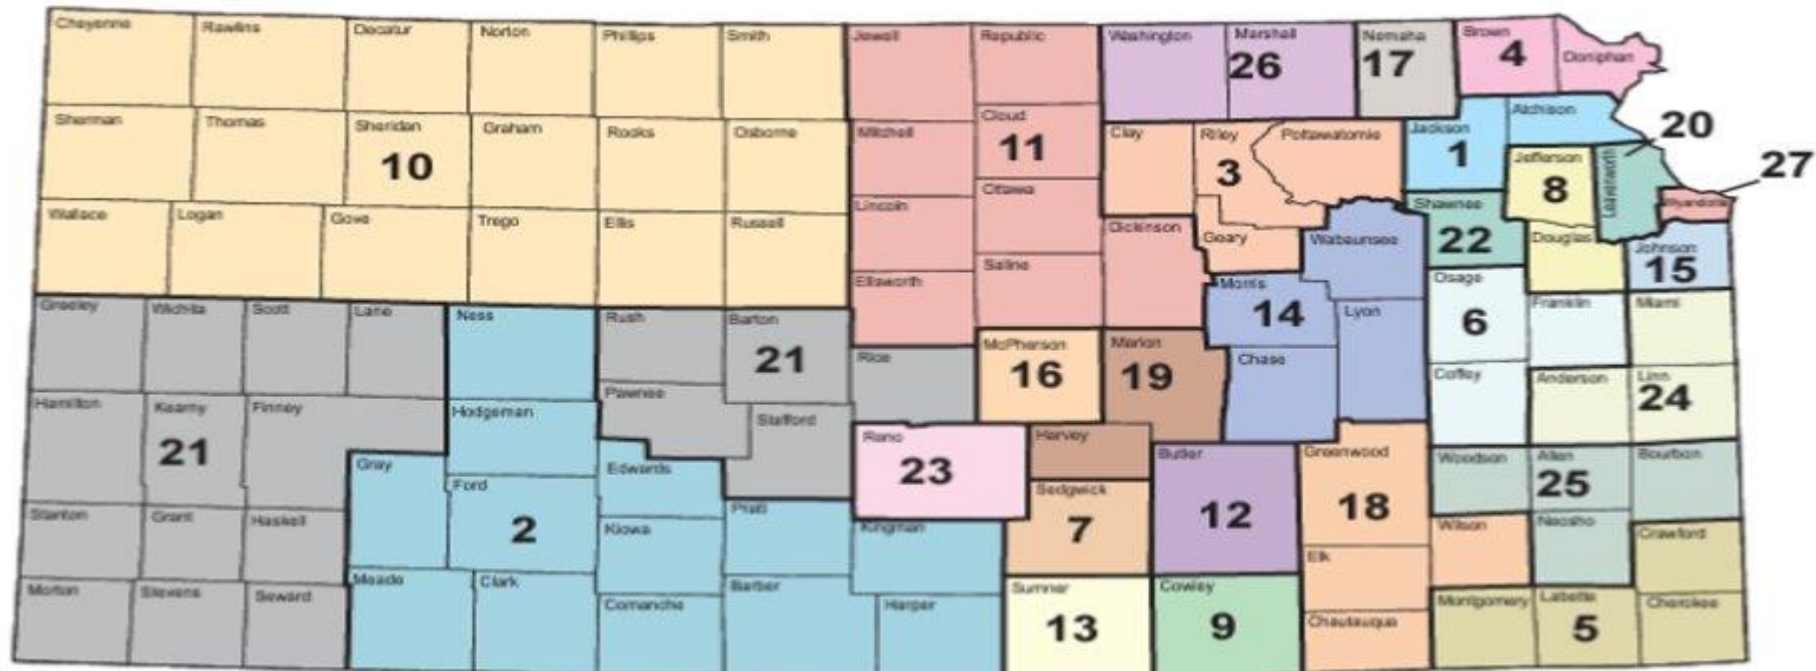 Cheyenne Rawlins Decatur Norton Phillips Smith Jewell Republic Washington Marshall Nemaha Brown Doniphan
26 17 4
Sherman Thomas Sheridan Graham Rooks Osborne Mitchell Cloud Clay Riley Pottawatomie Jackson Atchison
10 11 3 1 20
Jefferson Leavenworth
8 27
Wallace Logan Gove Trego Ellis Russell Lincoln Ottawa Dickinson Geary Wabaunsee Shawnee Douglas Wyandotte
22
Johnson
15
Ellsworth Saline Morris Lyon Osage Franklin Miami
14 6
Greeley Wichita Scott Lane Ness Rush Barton Rice McPherson Marion Chase
21 16 19
Coffey Anderson Linn
24
Hamilton Kearny Finney Hodgeman Pawnee Stafford Reno Harvey Butler Greenwood Woodson Allen Bourbon
21 23 25
Gray Ford Edwards Sedgwick
2 7 12 18
Stanton Grant Haskell Kiowa Pratt Kingman Elk Wilson Neosho Crawford
Morton Stevens Seward Meade Clark Comanche Barber Harper Sumner Cowley Chautauqua Montgomery Labette Cherokee
13 9 5